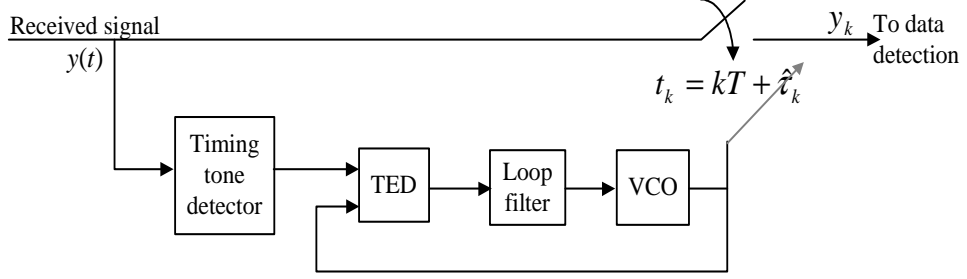 Received signal
y(t)
y_k
To data
detection
t_k = kT + τ̂_k
Timing
tone
detector
TED
Loop
filter
VCO